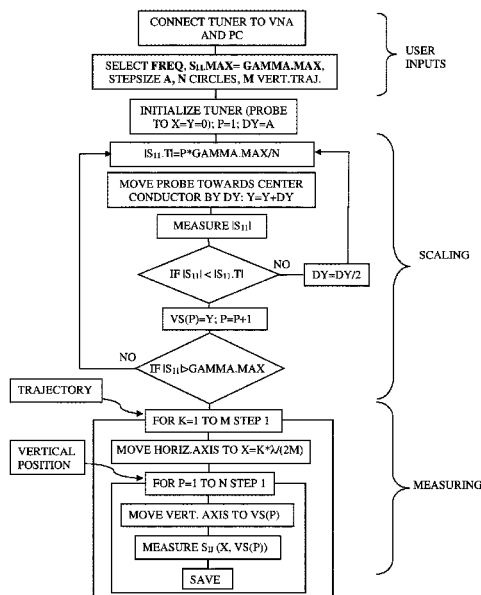 CONNECT TUNER TO VNA
AND PC
USER
INPUTS
SELECT FREQ, S11.MAX= GAMMA.MAX,
STEPSIZE A, N CIRCLES, M VERT.TRAJ.
INITIALIZE TUNER (PROBE
TO X=Y=0); P=1; DY=A
|S11.T|=P*GAMMA.MAX/N
MOVE PROBE TOWARDS CENTER
CONDUCTOR BY DY: Y=Y+DY
MEASURE |S11|
SCALING
IF |S11| < |S11.T|
NO
DY=DY/2
VS(P)=Y; P=P+1
NO
IF |S11|>GAMMA.MAX
TRAJECTORY
FOR K=1 TO M STEP 1
MOVE HORIZ.AXIS TO X=K*λ/(2M)
VERTICAL
POSITION
FOR P=1 TO N STEP 1
MEASURING
MOVE VERT. AXIS TO VS(P)
MEASURE SIJ (X, VS(P))
SAVE